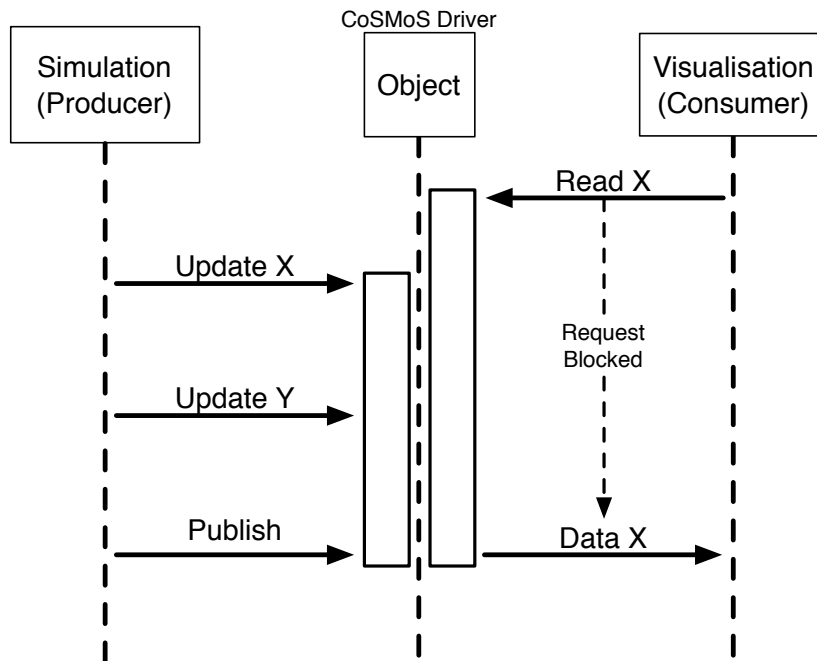 CoSMoS Driver
Simulation
(Producer)
Object
Visualisation
(Consumer)
Read X
Update X
Request
Blocked
Update Y
Publish
Data X